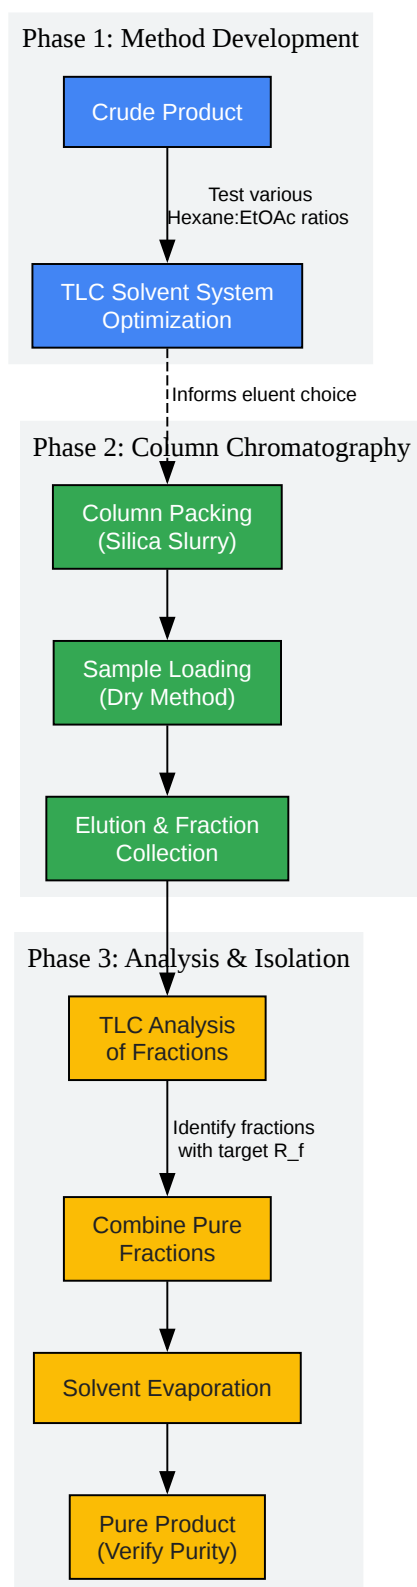 Phase 1: Method Development
Crude Product
Test various
Hexane:EtOAc ratios
TLC Solvent System
Optimization
Informs eluent choice
Phase 2: Column Chromatography
Column Packing
(Silica Slurry)
Sample Loading
(Dry Method)
Elution & Fraction
Collection
Phase 3: Analysis & Isolation
TLC Analysis
of Fractions
Identify fractions
with target R_f
Combine Pure
Fractions
Solvent Evaporation
Pure Product
(Verify Purity)